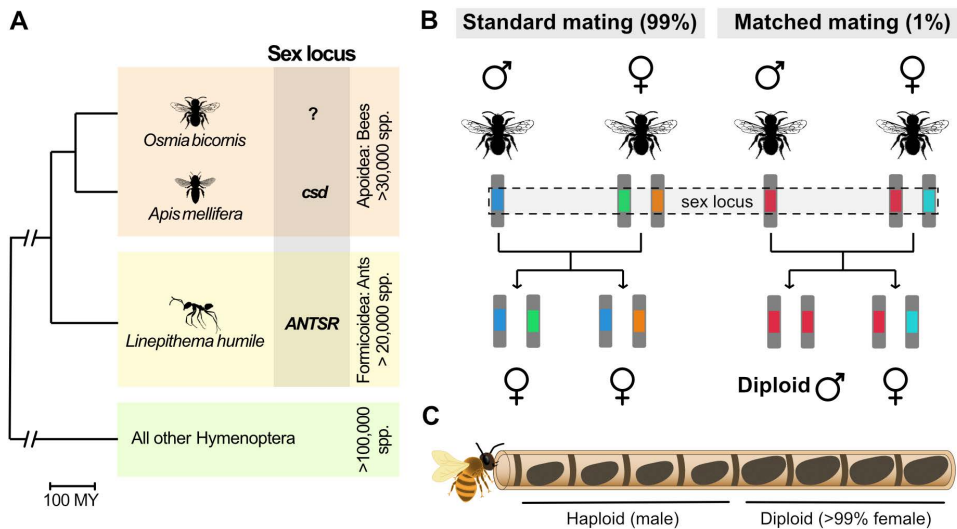 A
Sex locus
?
Osmia bicornis
csd
Apis mellifera
Apoidea: Bees
>30,000 spp.
ANTSR
Linepithema humile
Formicoidea: Ants
> 20,000 spp.
All other Hymenoptera
>100,000
spp.
100 MY
B
Standard mating (99%)
Matched mating (1%)
♂
♀
♂
♀
sex locus
♀
♀
Diploid ♂
♀
C
Haploid (male)
Diploid (>99% female)